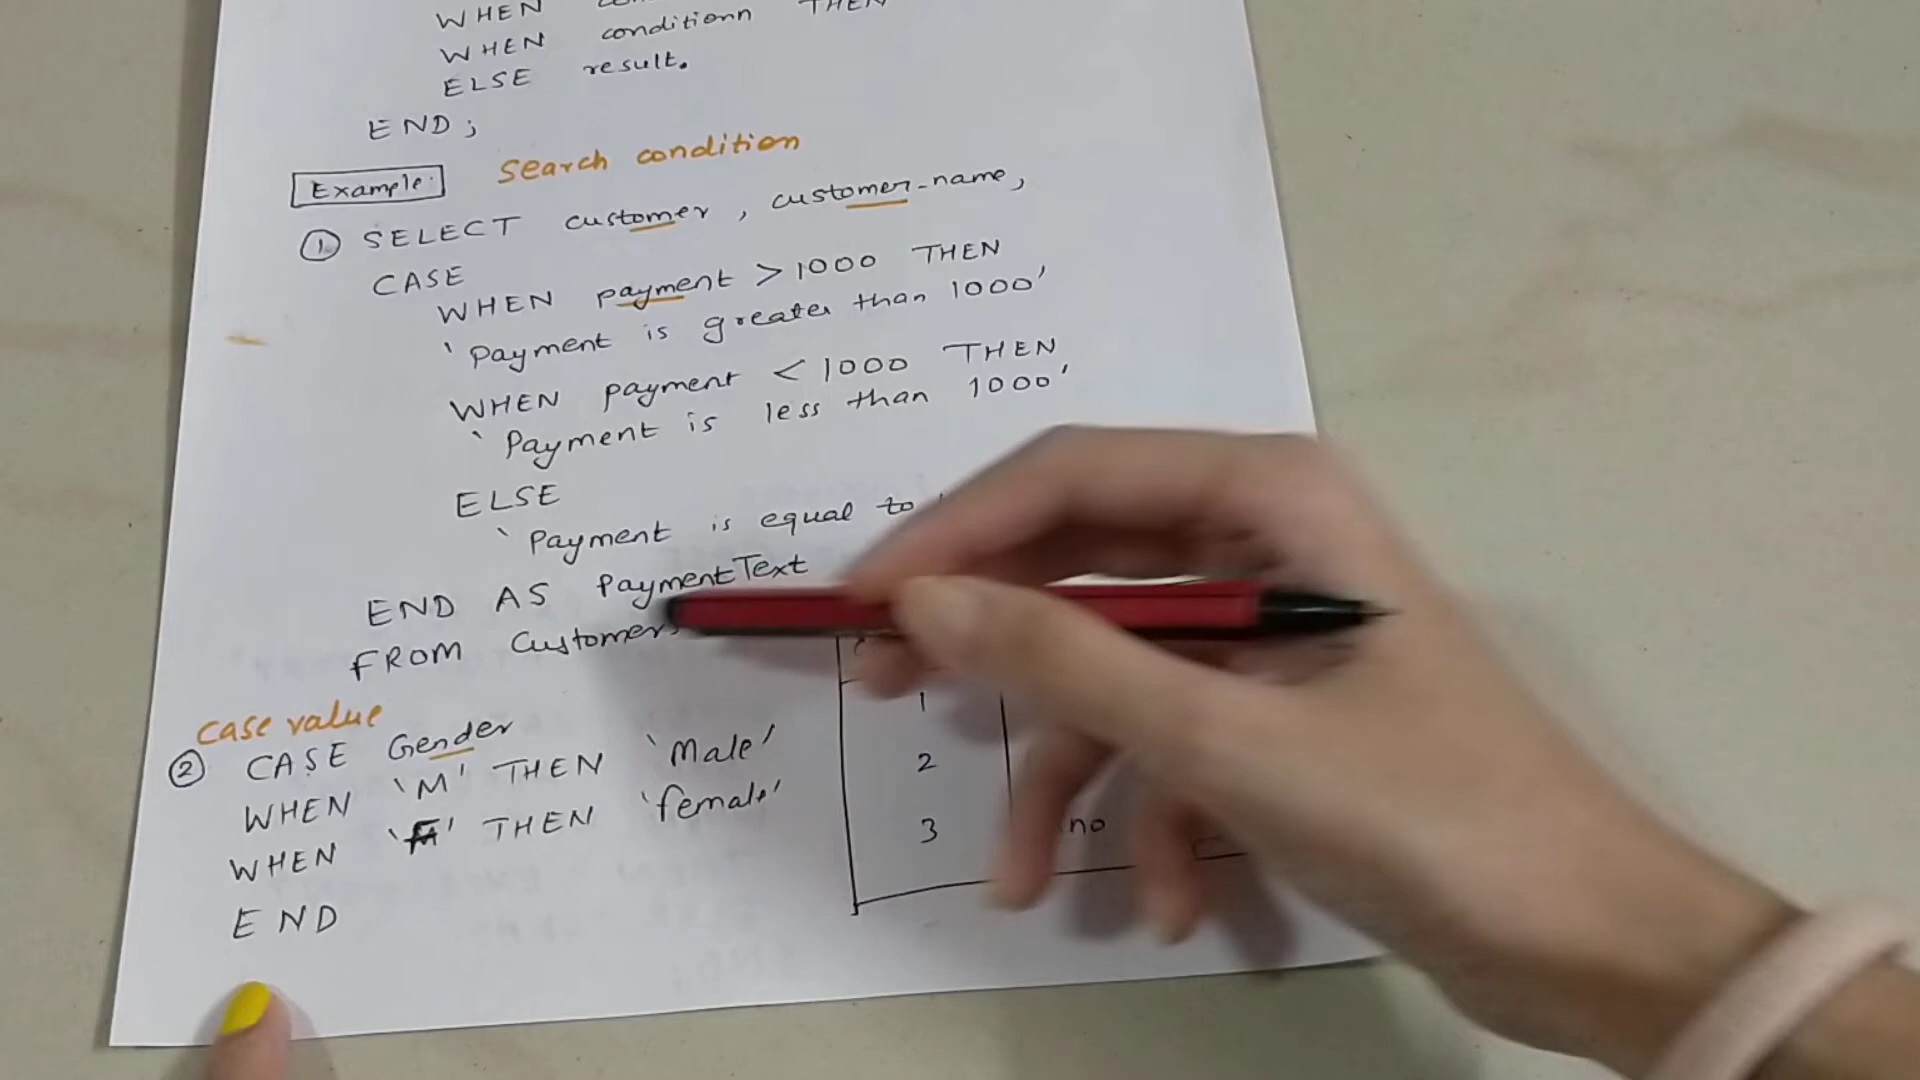 WHEN
WHEN conditionn THEN
ELSE result.
END;
Example: Search condition
① SELECT customer, customer-name,
CASE
WHEN payment > 1000 THEN
'Payment is greater than 1000'
WHEN payment < 1000 THEN
'Payment is less than 1000'
ELSE
'Payment is equal to
END AS PaymentText
FROM Customers
Case value
② CASE Gender
WHEN 'M' THEN 'Male'
WHEN 'F' THEN 'female'
END
1
2
3 no